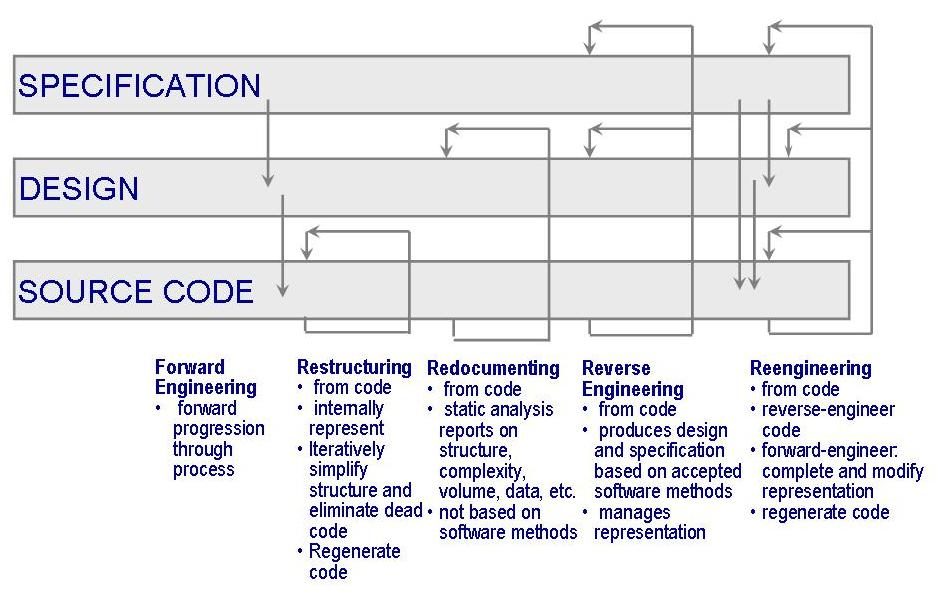 SPECIFICATION
DESIGN
SOURCE CODE
Forward
Engineering
• forward
progression
through
process
Restructuring
• from code
• internally
represent
• Iteratively
simplify
structure and
eliminate dead
code
• Regenerate
code
Redocumenting
• from code
• static analysis
reports on
structure,
complexity,
volume, data, etc.
• not based on
software methods
Reverse
Engineering
• from code
• produces design
and specification
based on accepted
software methods
• manages
representation
Reengineering
• from code
• reverse-engineer
code
• forward-engineer:
complete and modify
representation
• regenerate code